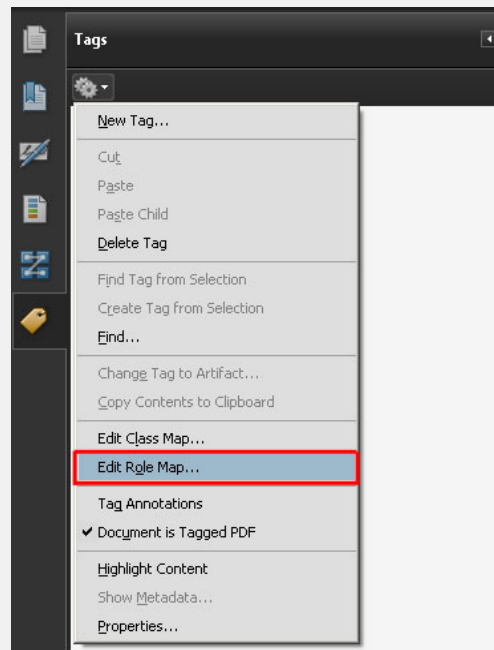 Tags
New Tag...
Cut
Paste
Paste Child
Delete Tag
Find Tag from Selection
Create Tag from Selection
Find...
Change Tag to Artifact...
Copy Contents to Clipboard
Edit Class Map...
Edit Role Map...
Tag Annotations
Document is Tagged PDF
Highlight Content
Show Metadata...
Properties...